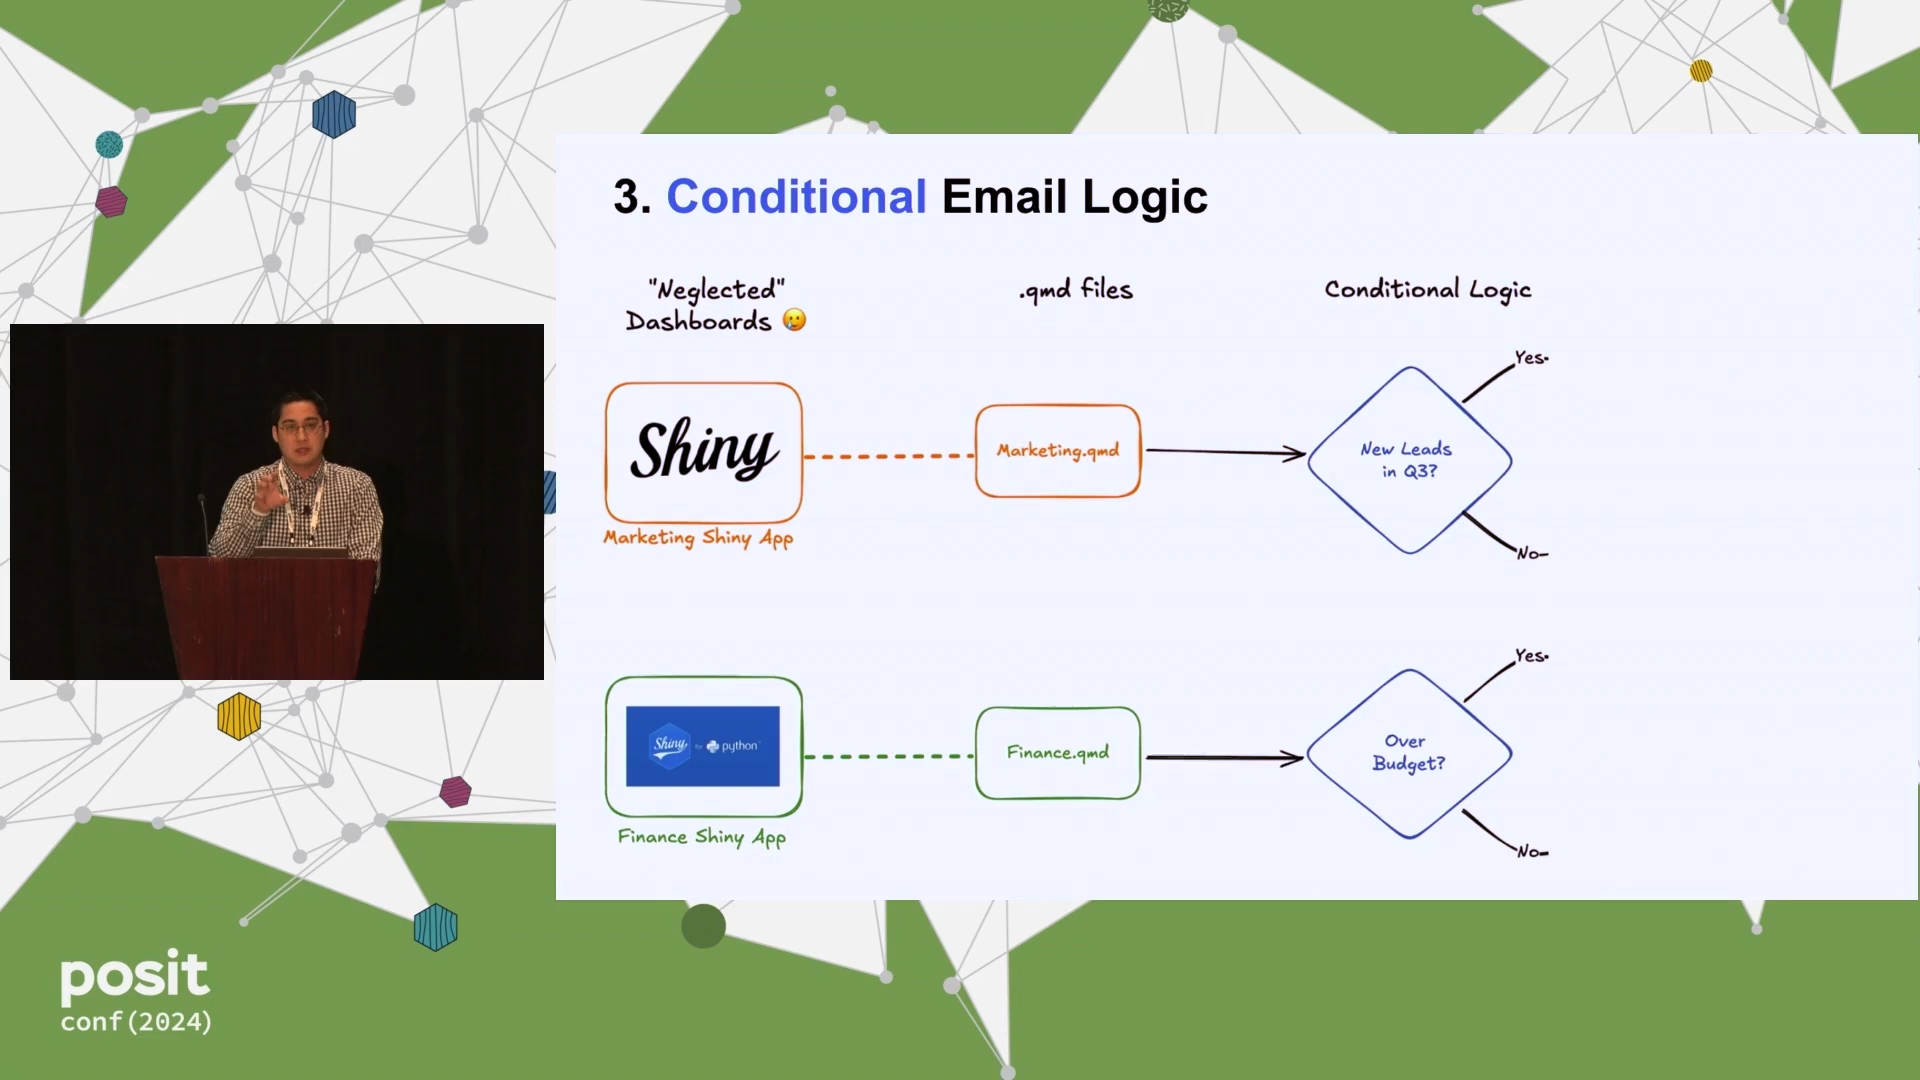 3. Conditional Email Logic
"Neglected"
Dashboards 🥲
.qmd files
Conditional Logic
Shiny
Marketing Shiny App
Marketing.qmd
New Leads
in Q3?
Yes-
No-
Shiny for python
Finance Shiny App
Finance.qmd
Over
Budget?
Yes-
No-
posit
conf(2024)